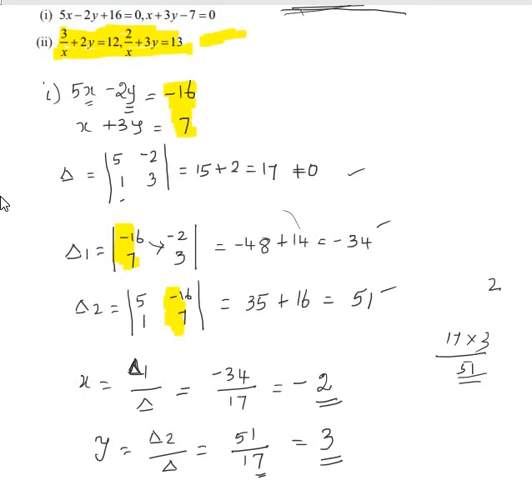 (i) 5x−2y+16=0, x+3y−7=0
(ii) 3/x+2y=12, 2/x+3y=13
i) 5x −2y = −16
x +3y = 7
Δ = |5 −2; 1 3| = 15+2 = 17 ≠0 ✓
Δ1 = |−16 −2; 7 3| = −48+14 = −34
Δ2 = |5 −16; 1 7| = 35+16 = 51
2
17×3
51
x = Δ1/Δ = −34/17 = −2
y = Δ2/Δ = 51/17 = 3